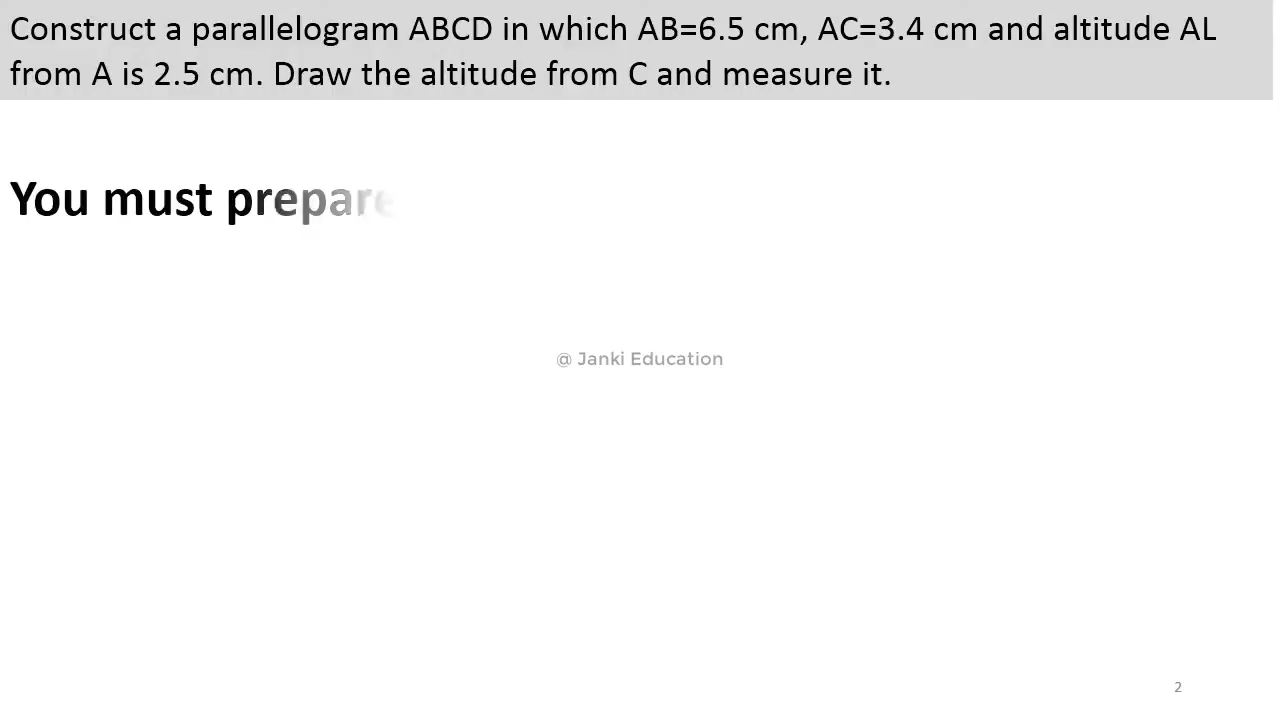 Construct a parallelogram ABCD in which AB=6.5 cm, AC=3.4 cm and altitude AL
from A is 2.5 cm. Draw the altitude from C and measure it.
You must prepare
@ Janki Education
2